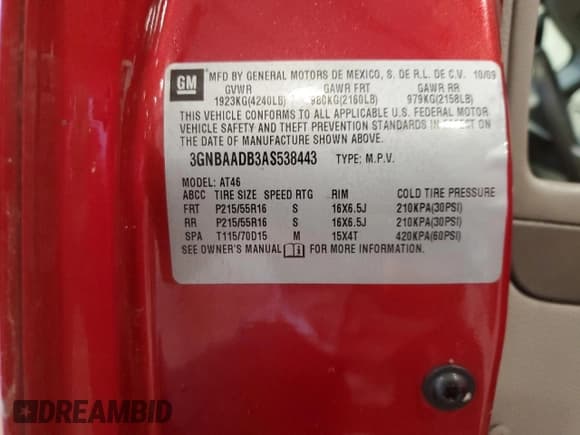 GM MFD BY GENERAL MOTORS DE MEXICO, S. DE R.L. DE C.V. 10/09
GVWR GAWR FRT GAWR RR
1923KG(4240LB) 980KG(2160LB) 979KG(2158LB)
THIS VEHICLE CONFORMS TO ALL APPLICABLE U.S. FEDERAL MOTOR
VEHICLE SAFETY AND THEFT PREVENTION STANDARDS IN EFFECT ON
THE DATE OF MANUFACTURE SHOWN ABOVE.
3GNBAADB3AS538443 TYPE: M.P.V.
MODEL: AT46
ABCC TIRE SIZE SPEED RTG RIM COLD TIRE PRESSURE
FRT P215/55R16 S 16X6.5J 210KPA(30PSI)
RR P215/55R16 S 16X6.5J 210KPA(30PSI)
SPA T115/70D15 M 15X4T 420KPA(60PSI)
SEE OWNER'S MANUAL FOR MORE INFORMATION.
DREAMBID